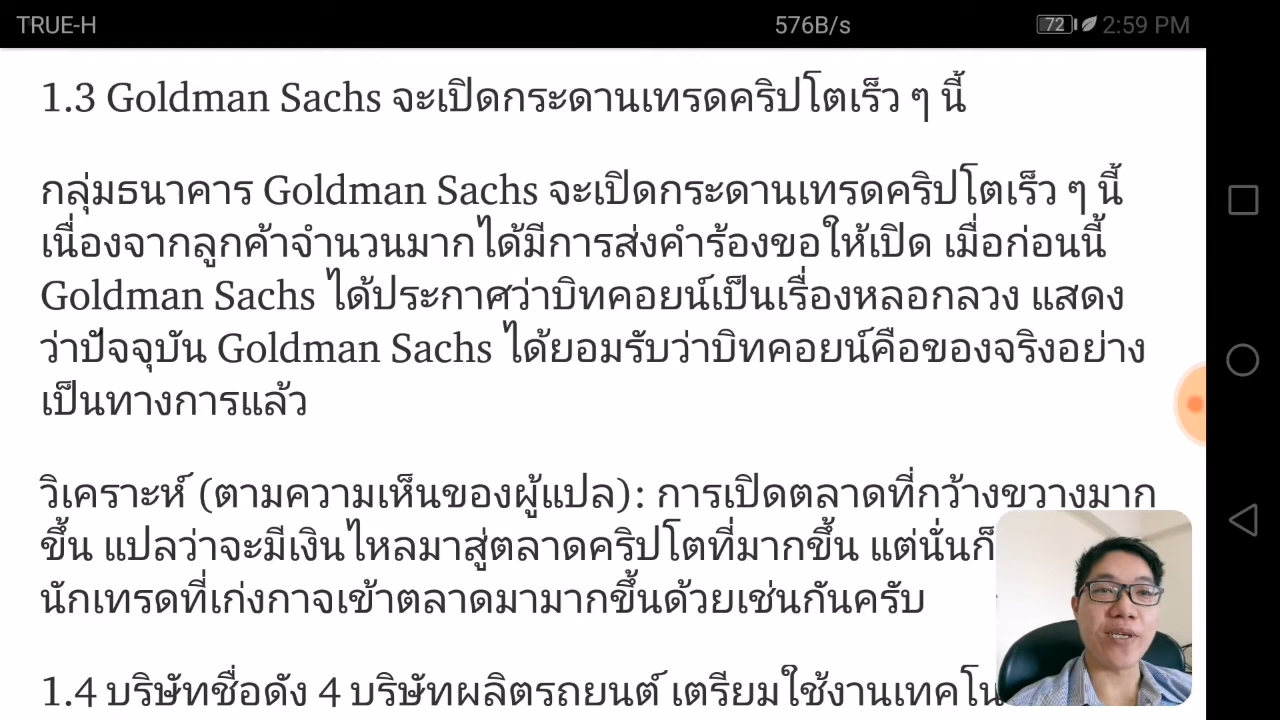 TRUE-H 576B/s 72 2:59 PM
1.3 Goldman Sachs จะเปิดกระดานเทรดคริปโตเร็ว ๆ นี้
กลุ่มธนาคาร Goldman Sachs จะเปิดกระดานเทรดคริปโตเร็ว ๆ นี้
เนื่องจากลูกค้าจำนวนมากได้มีการส่งคำร้องขอให้เปิด เมื่อก่อนนี้
Goldman Sachs ได้ประกาศว่าบิทคอยน์เป็นเรื่องหลอกลวง แสดง
ว่าปัจจุบัน Goldman Sachs ได้ยอมรับว่าบิทคอยน์คือของจริงอย่าง
เป็นทางการแล้ว
วิเคราะห์ (ตามความเห็นของผู้แปล): การเปิดตลาดที่กว้างขวางมาก
ขึ้น แปลว่าจะมีเงินไหลมาสู่ตลาดคริปโตที่มากขึ้น แต่นั่นก็
นักเทรดที่เก่งกาจเข้าตลาดมามากขึ้นด้วยเช่นกันครับ
1.4 บริษัทชื่อดัง 4 บริษัทผลิตรถยนต์ เตรียมใช้งาน